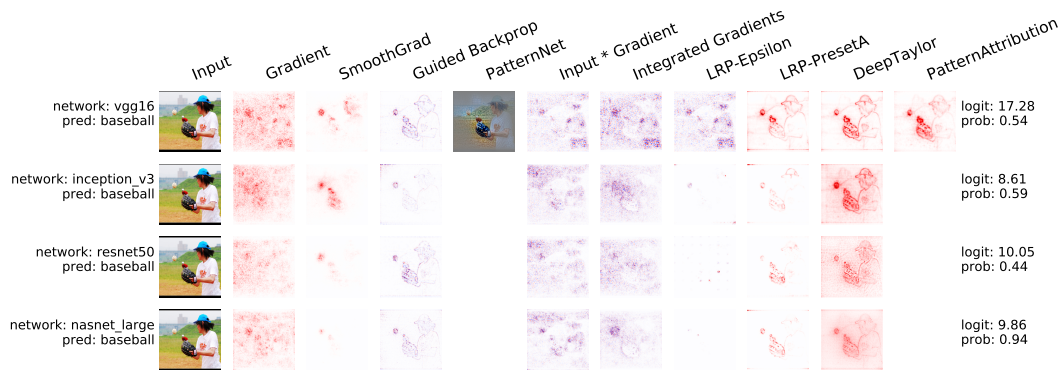 Input
Gradient
SmoothGrad
Guided Backprop
PatternNet
Input * Gradient
Integrated Gradients
LRP-Epsilon
LRP-PresetA
DeepTaylor
PatternAttribution
network: vgg16
pred: baseball
logit: 17.28
prob: 0.54
network: inception_v3
pred: baseball
logit: 8.61
prob: 0.59
network: resnet50
pred: baseball
logit: 10.05
prob: 0.44
network: nasnet_large
pred: baseball
logit: 9.86
prob: 0.94